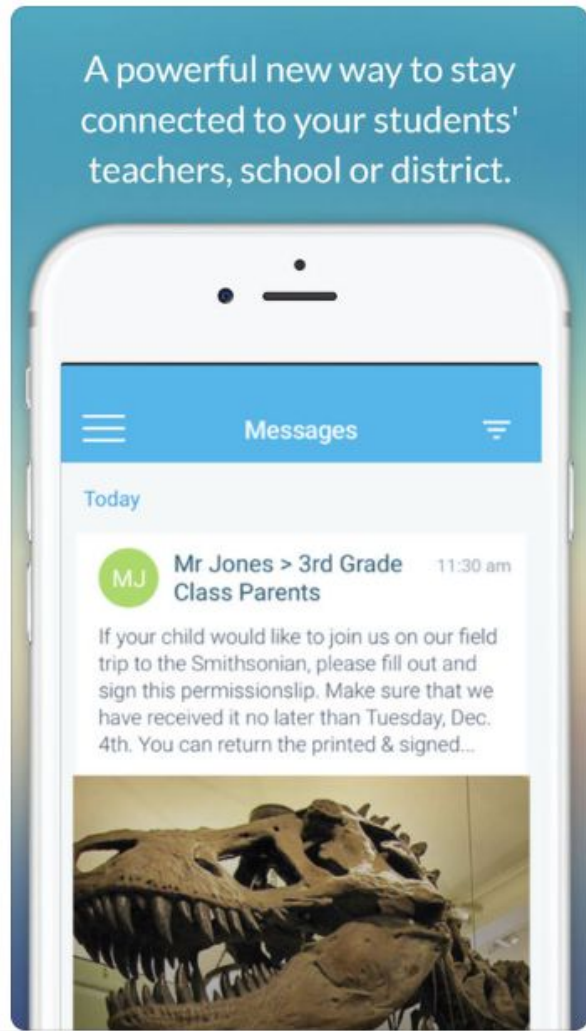 A powerful new way to stay
connected to your students'
teachers, school or district.
Messages
Today
MJ
Mr Jones > 3rd Grade
Class Parents
11:30 am
If your child would like to join us on our field
trip to the Smithsonian, please fill out and
sign this permissionslip. Make sure that we
have received it no later than Tuesday, Dec.
4th. You can return the printed & signed...